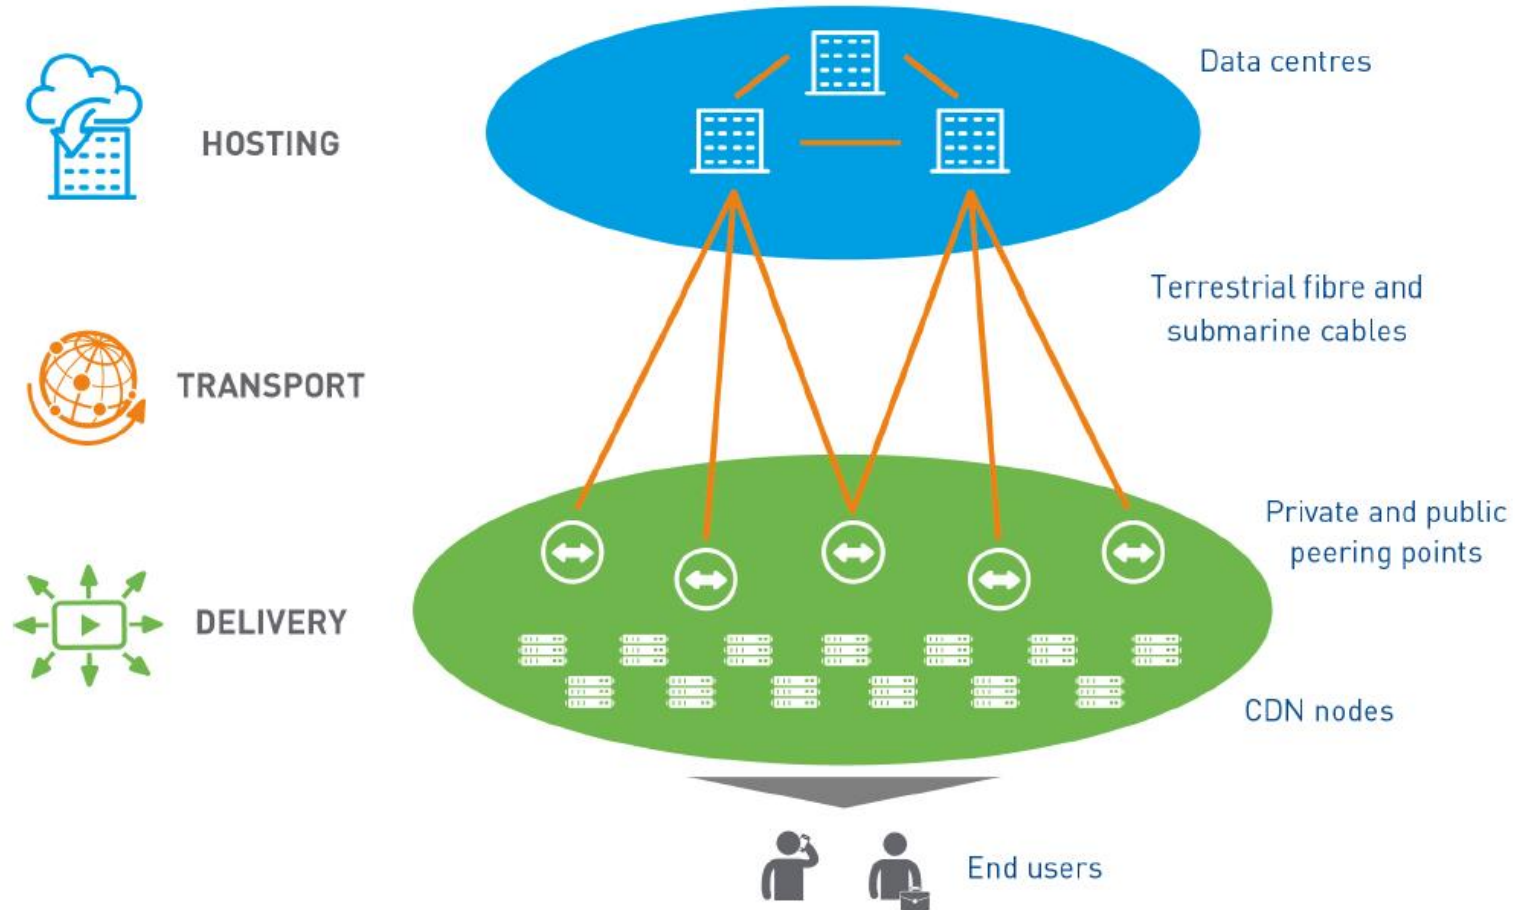 Data centres
HOSTING
Terrestrial fibre and
submarine cables
TRANSPORT
Private and public
peering points
DELIVERY
CDN nodes
End users